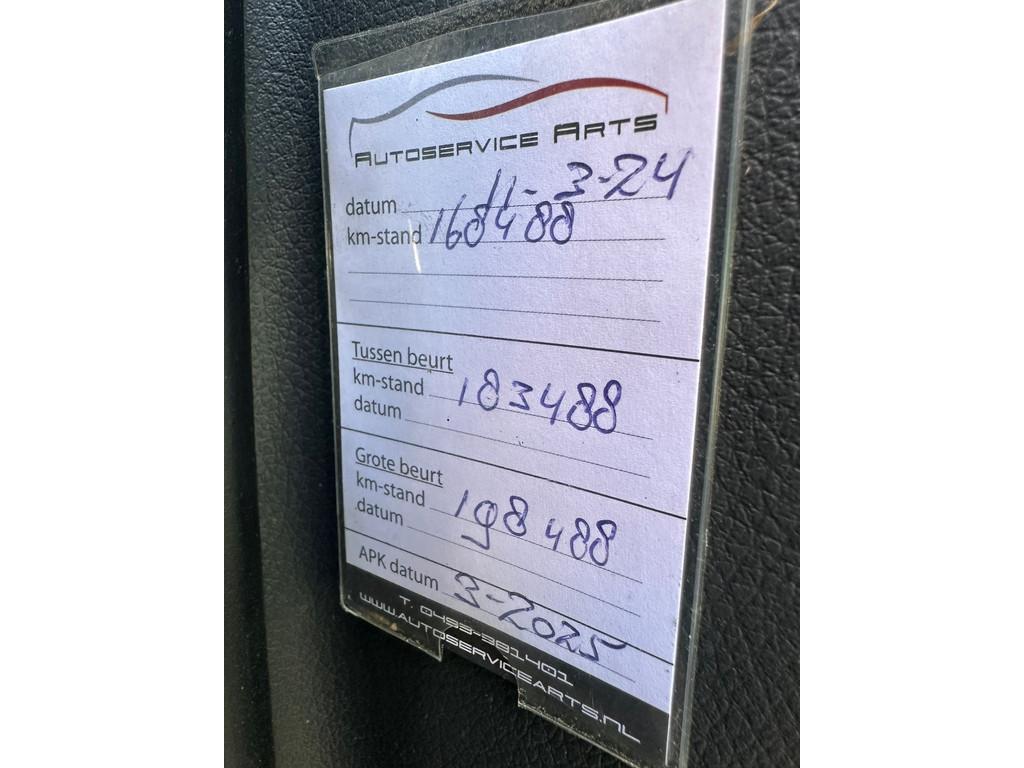 AUTOSERVICE ARTS
datum 11-3-24
km-stand 168488
Tussen beurt
km-stand 183488
datum
Grote beurt
km-stand 198488
datum
APK datum 3-2025
T. 0493-381401
WWW.AUTOSERVICEARTS.NL